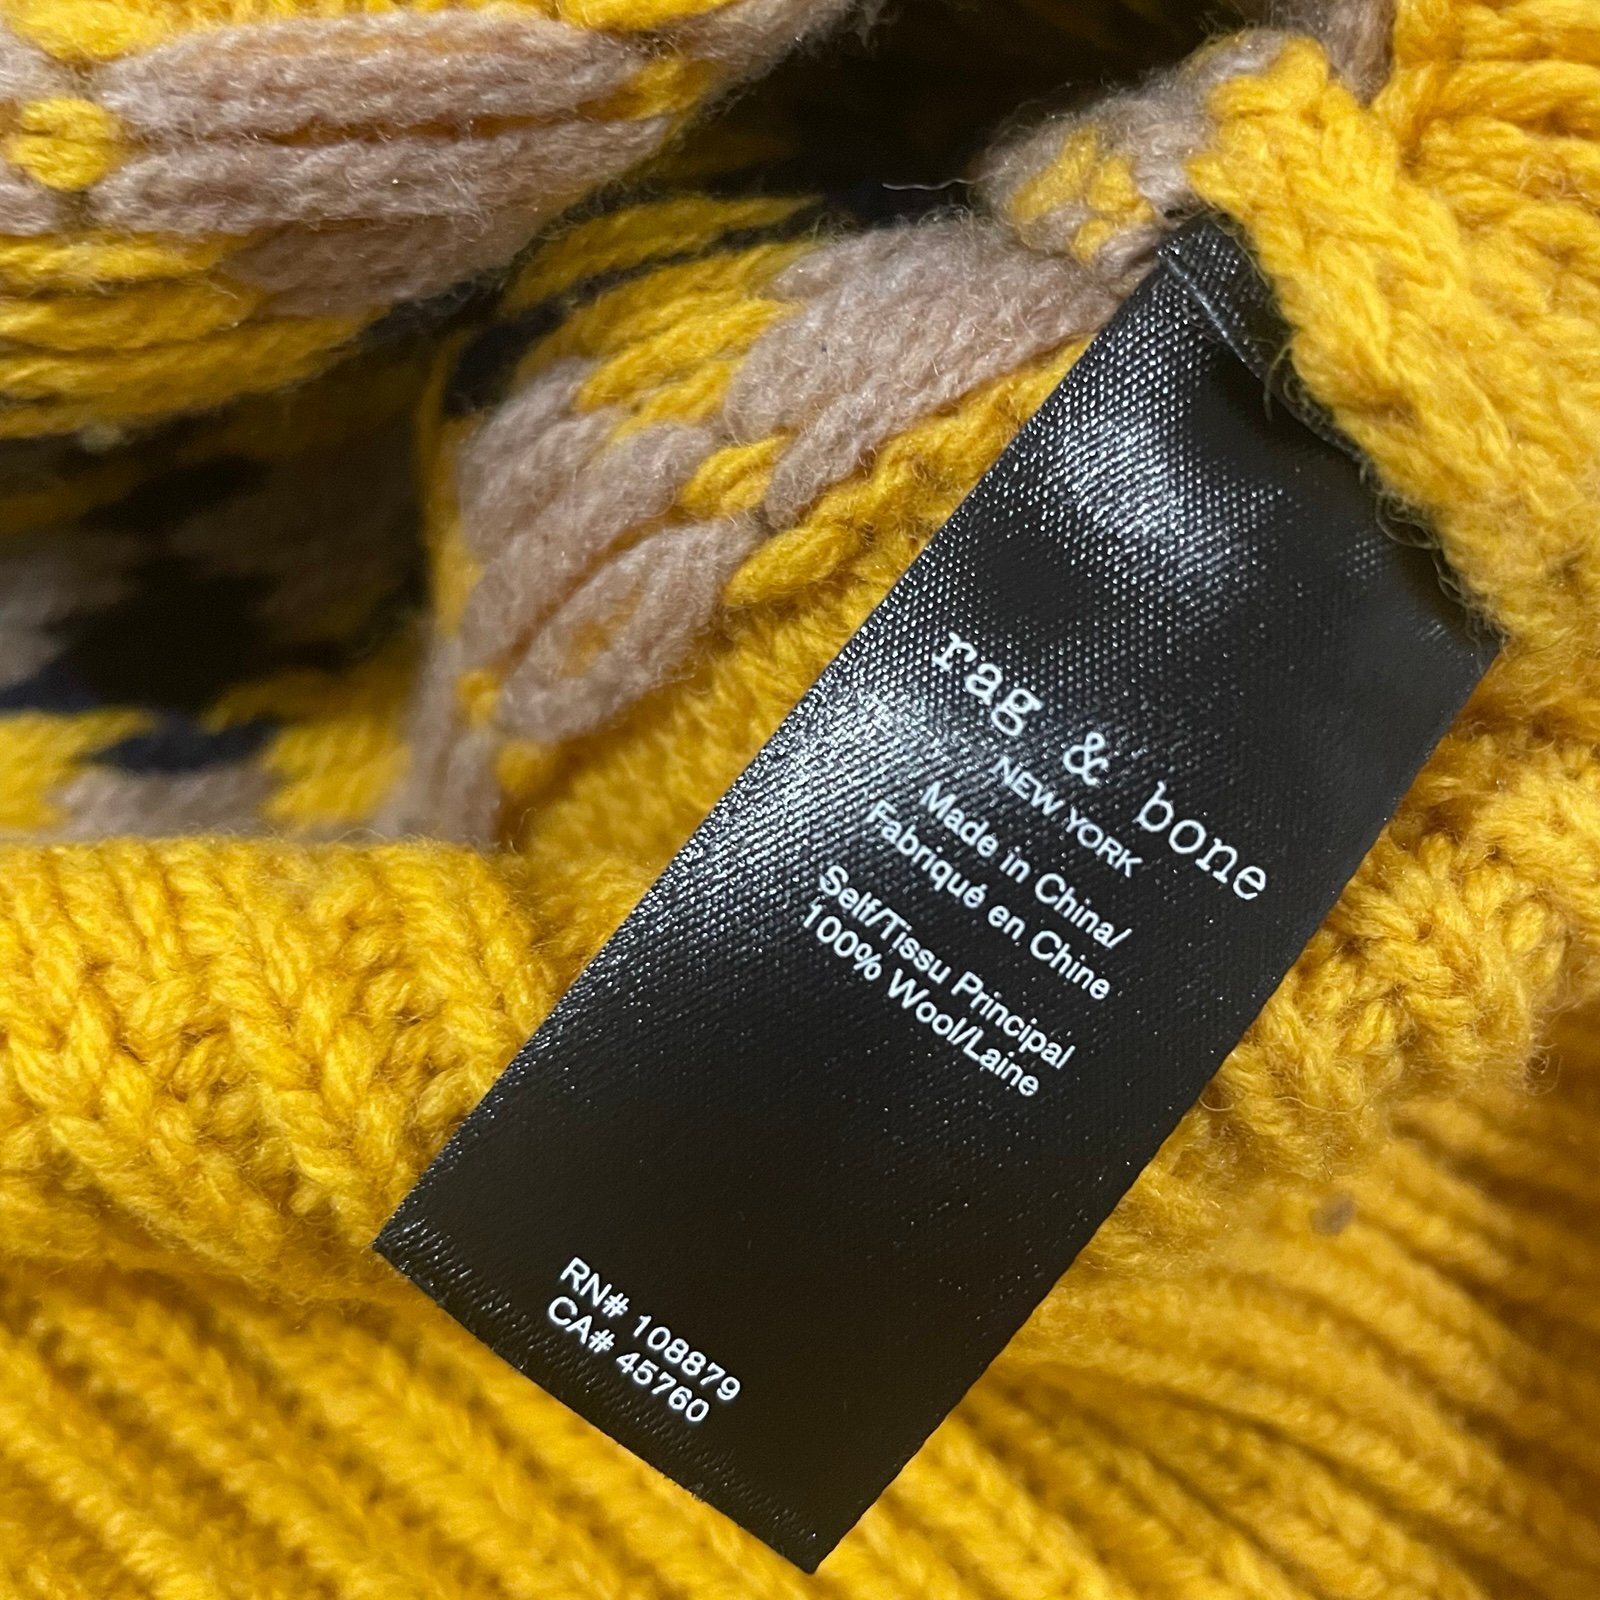 rag & bone
NEW YORK
Made in China/
Fabriqué en Chine
Self/Tissu Principal
100% Wool/Laine
RN# 108879
CA# 45760